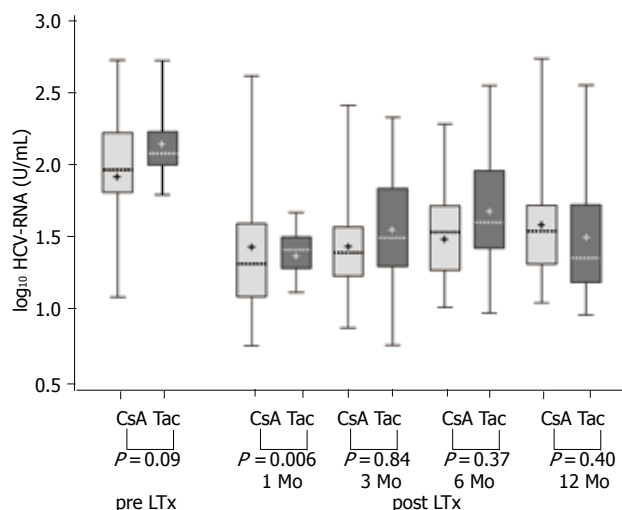 log₁₀ HCV-RNA (U/mL)
3.0
2.5
2.0
1.5
1.0
0.5
CsA Tac CsA Tac CsA Tac CsA Tac CsA Tac
P = 0.09 P = 0.006 P = 0.84 P = 0.37 P = 0.40
1 Mo 3 Mo 6 Mo 12 Mo
pre LTx post LTx